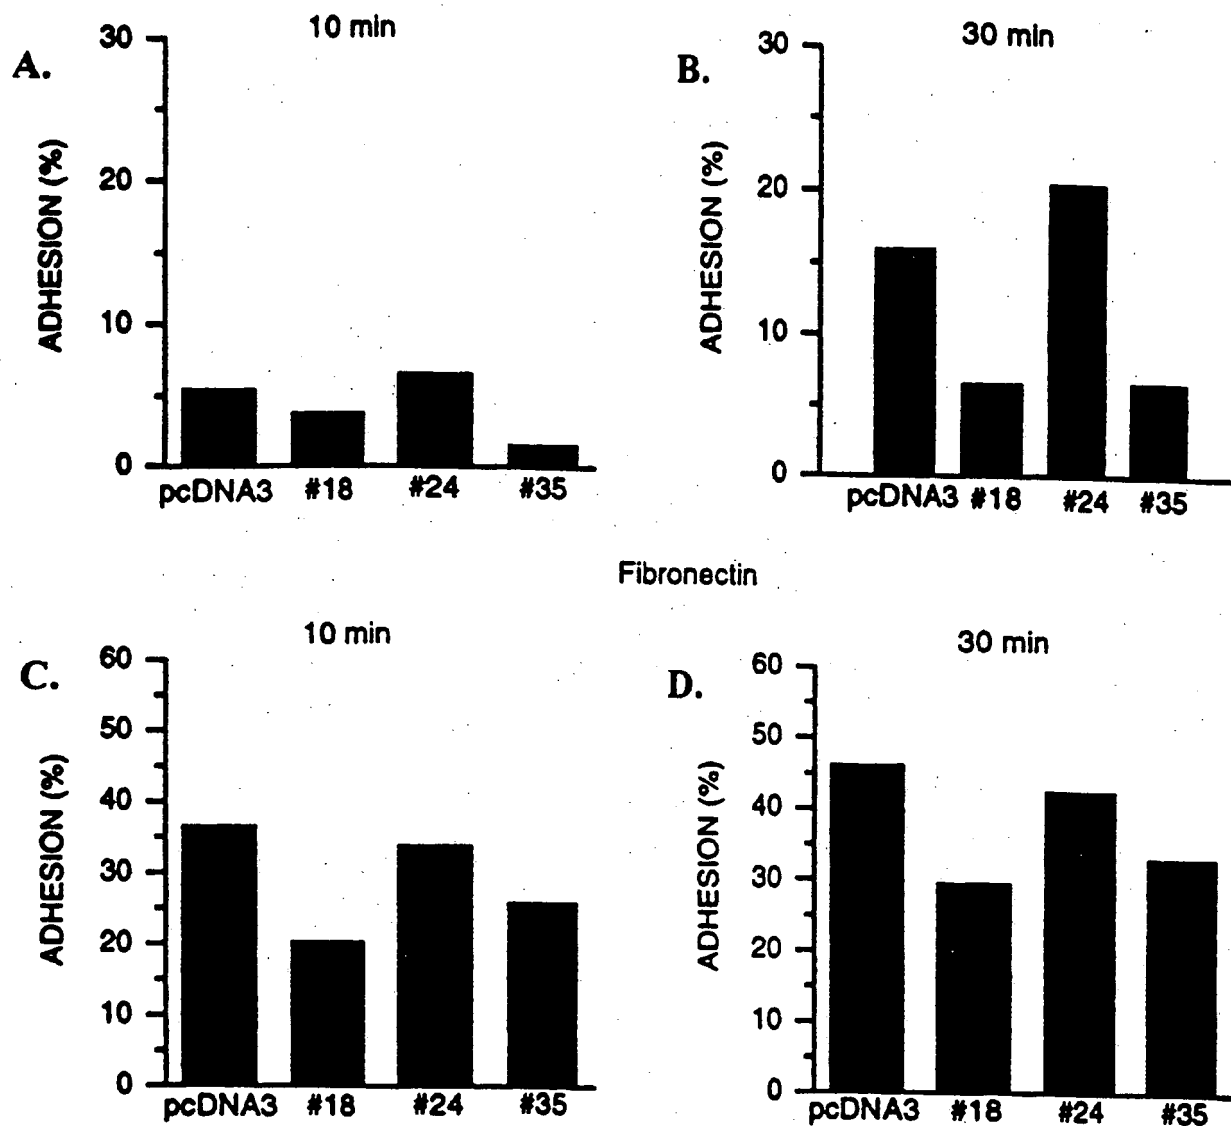 A.
10 min
ADHESION (%)
30
20
10
0
pcDNA3 #18 #24 #35
B.
30 min
ADHESION (%)
30
20
10
0
pcDNA3 #18 #24 #35
Fibronectin
C.
10 min
ADHESION (%)
60
50
40
30
20
10
0
pcDNA3 #18 #24 #35
D.
30 min
ADHESION (%)
60
50
40
30
20
10
0
pcDNA3 #18 #24 #35